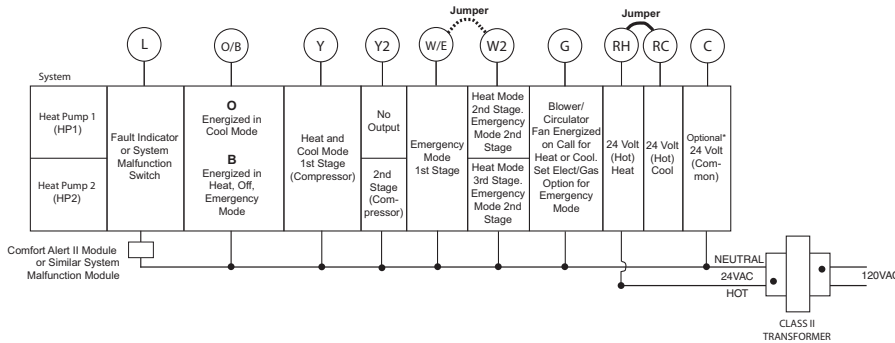 Jumper
Jumper
L
O/B
Y
Y2
W/E
W2
G
RH
RC
C
System
Heat Pump 1
(HP1)
Heat Pump 2
(HP2)
Fault Indicator
or System
Malfunction
Switch
O
Energized in
Cool Mode
B
Energized in
Heat, Off,
Emergency
Mode
Heat and
Cool Mode
1st Stage
(Compressor)
No
Output
2nd
Stage
(Com-
pressor)
Emergency
Mode
1st Stage
Heat Mode
2nd Stage.
Emergency
Mode 2nd
Stage
Heat Mode
3rd Stage.
Emergency
Mode 2nd
Stage
Blower/
Circulator
Fan Energized
on Call for
Heat or Cool.
Set Elect/Gas
Option for
Emergency
Mode
24 Volt
(Hot)
Heat
24 Volt
(Hot)
Cool
Optional*
24 Volt
(Com-
mon)
Comfort Alert II Module
or Similar System
Malfunction Module
NEUTRAL
24VAC
HOT
120VAC
CLASS II
TRANSFORMER